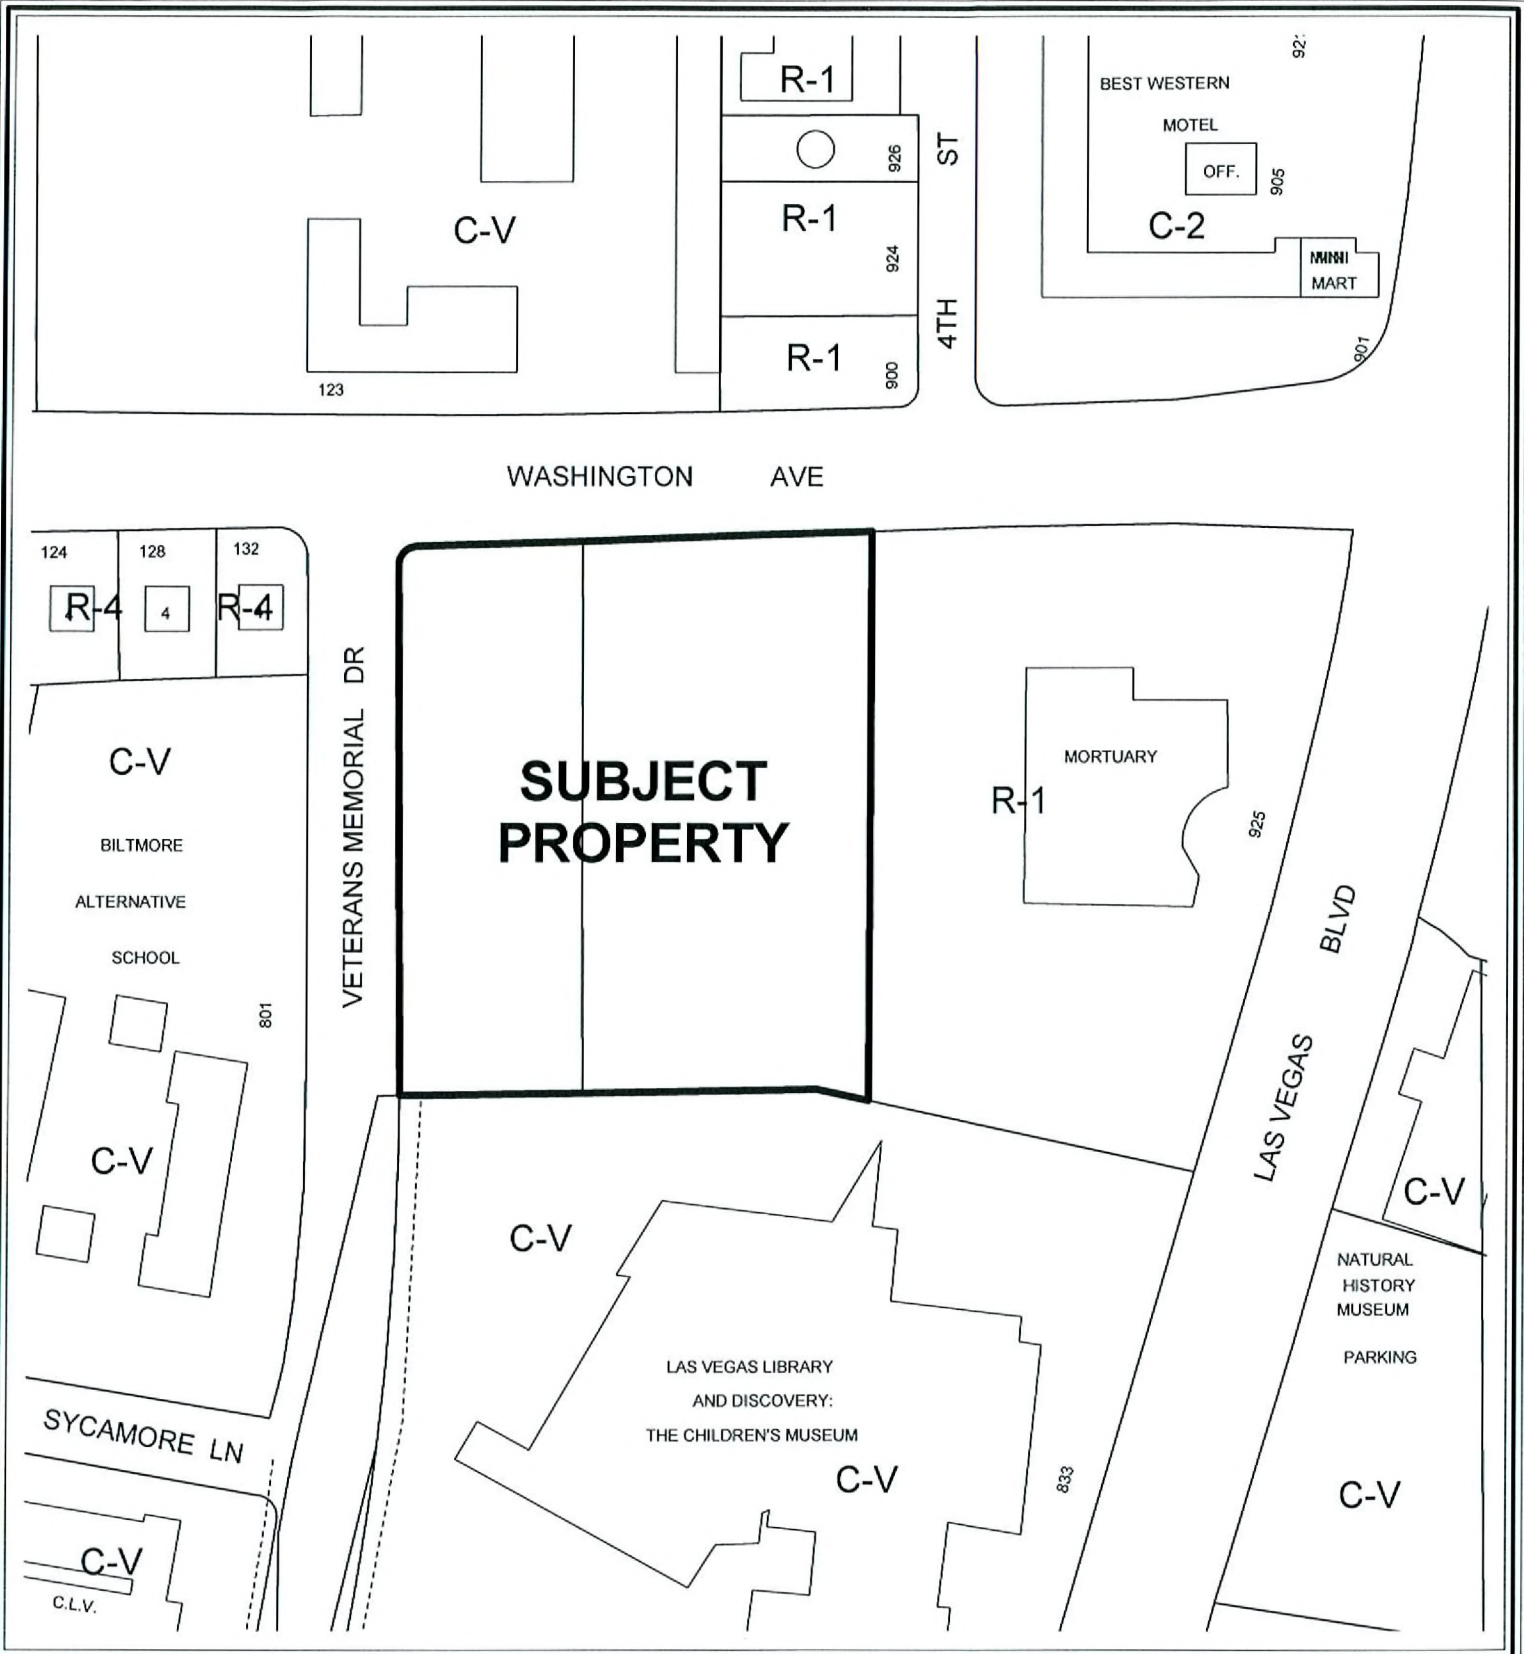 R-1
BEST WESTERN
MOTEL
OFF.
905
C-2
MART
901
926
ST
R-1
924
4TH
R-1
900
C-V
123
WASHINGTON AVE
124
128
132
R-4
4
R-4
4
VETERANS MEMORIAL DR
SUBJECT
PROPERTY
MORTUARY
R-1
925
C-V
BILTMORE
ALTERNATIVE
SCHOOL
801
C-V
LAS VEGAS BLVD
C-V
C-V
NATURAL
HISTORY
MUSEUM
PARKING
LAS VEGAS LIBRARY
AND DISCOVERY:
THE CHILDREN'S MUSEUM
C-V
833
C-V
SYCAMORE LN
C-V
C.L.V.